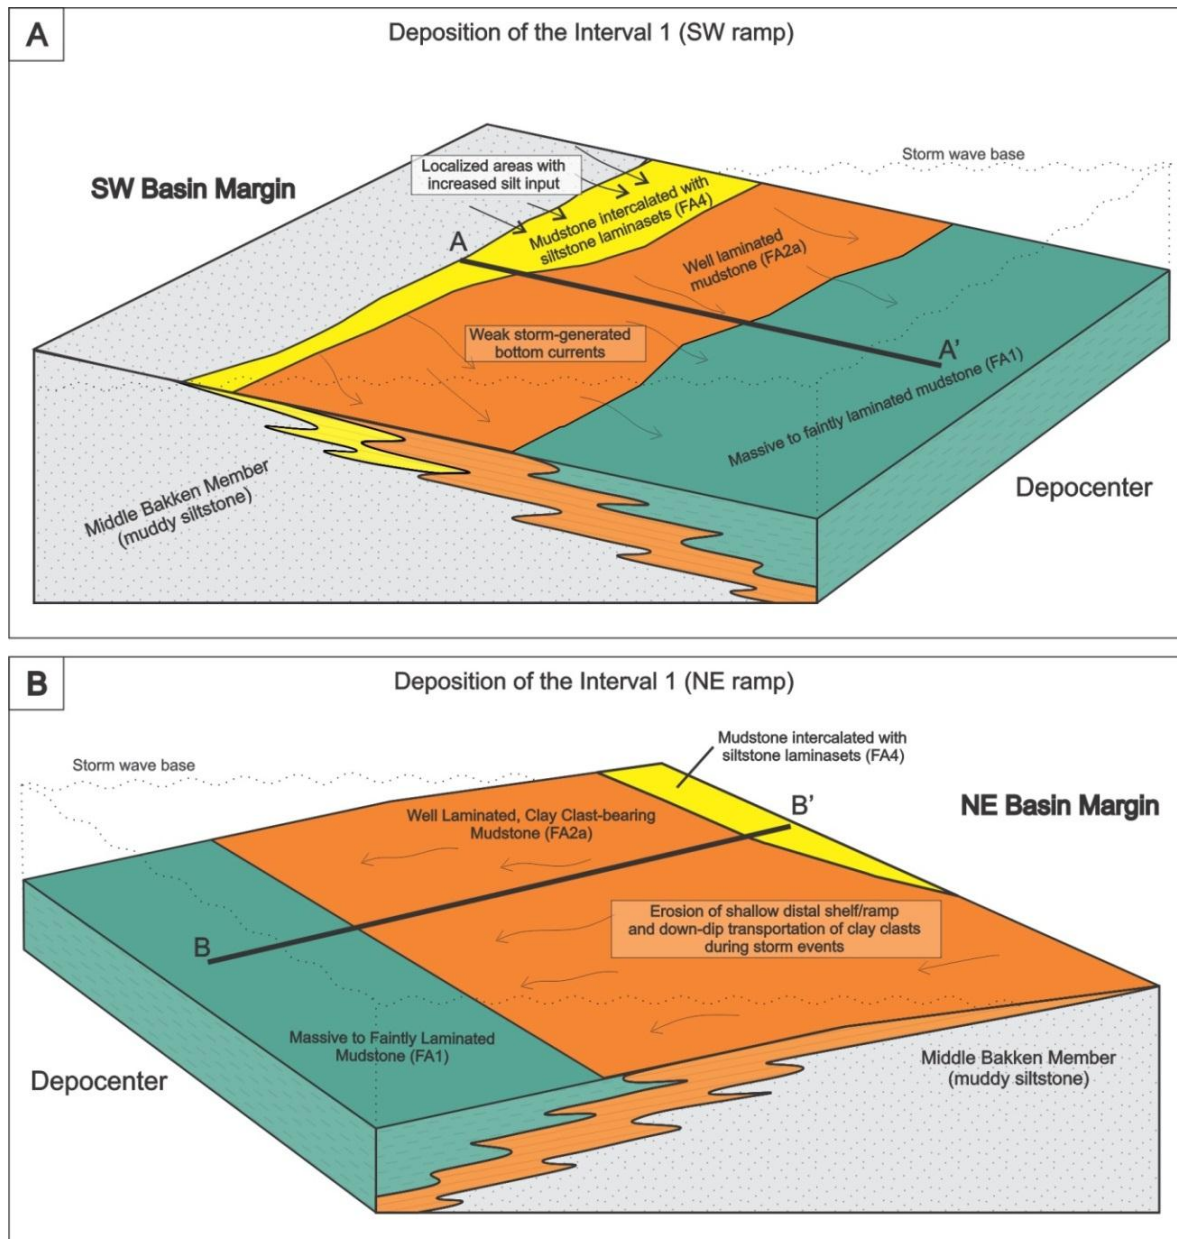 A
Deposition of the Interval 1 (SW ramp)
Storm wave base
Localized areas with
increased silt input
SW Basin Margin
Mudstone intercalated with
siltstone laminasets (FA4)
A
Well laminated
mudstone (FA2a)
Weak storm-generated
bottom currents
A’
Massive to faintly laminated mudstone (FA1)
Middle Bakken Member
(muddy siltstone)
Depocenter
B
Deposition of the Interval 1 (NE ramp)
Mudstone intercalated with
siltstone laminasets (FA4)
Storm wave base
B’
NE Basin Margin
Well Laminated, Clay Clast-bearing
Mudstone (FA2a)
Erosion of shallow distal shelf/ramp
and down-dip transportation of clay clasts
during storm events
B
Massive to Faintly Laminated
Mudstone (FA1)
Middle Bakken Member
(muddy siltstone)
Depocenter